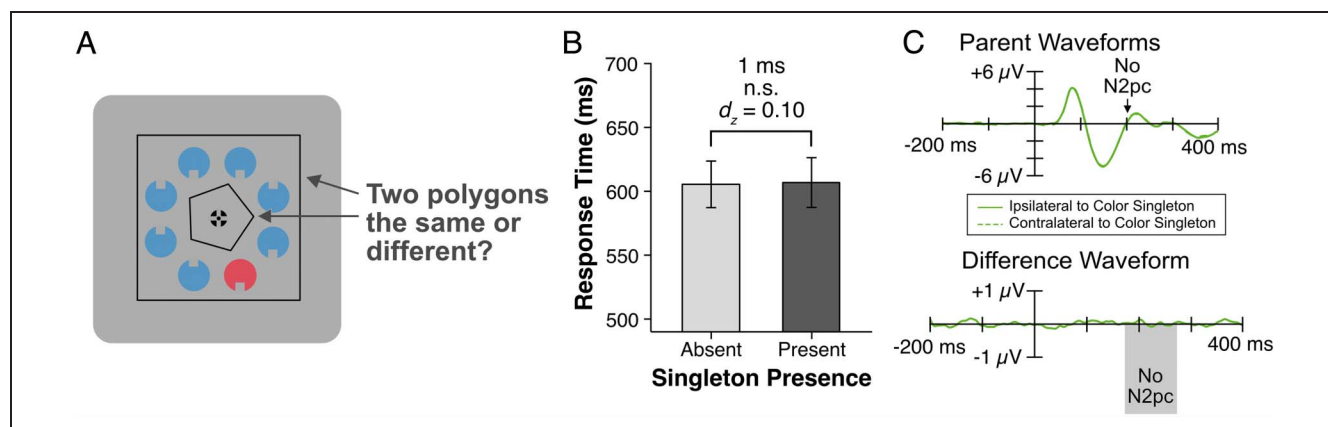 A
Two polygons
the same or
different?
B
Response Time (ms)
700
650
600
550
500
1 ms
n.s.
dz = 0.10
Absent
Present
Singleton Presence
C
Parent Waveforms
+6 µV
No
N2pc
-200 ms
400 ms
-6 µV
Ipsilateral to Color Singleton
Contralateral to Color Singleton
Difference Waveform
+1 µV
-200 ms
400 ms
-1 µV
No
N2pc